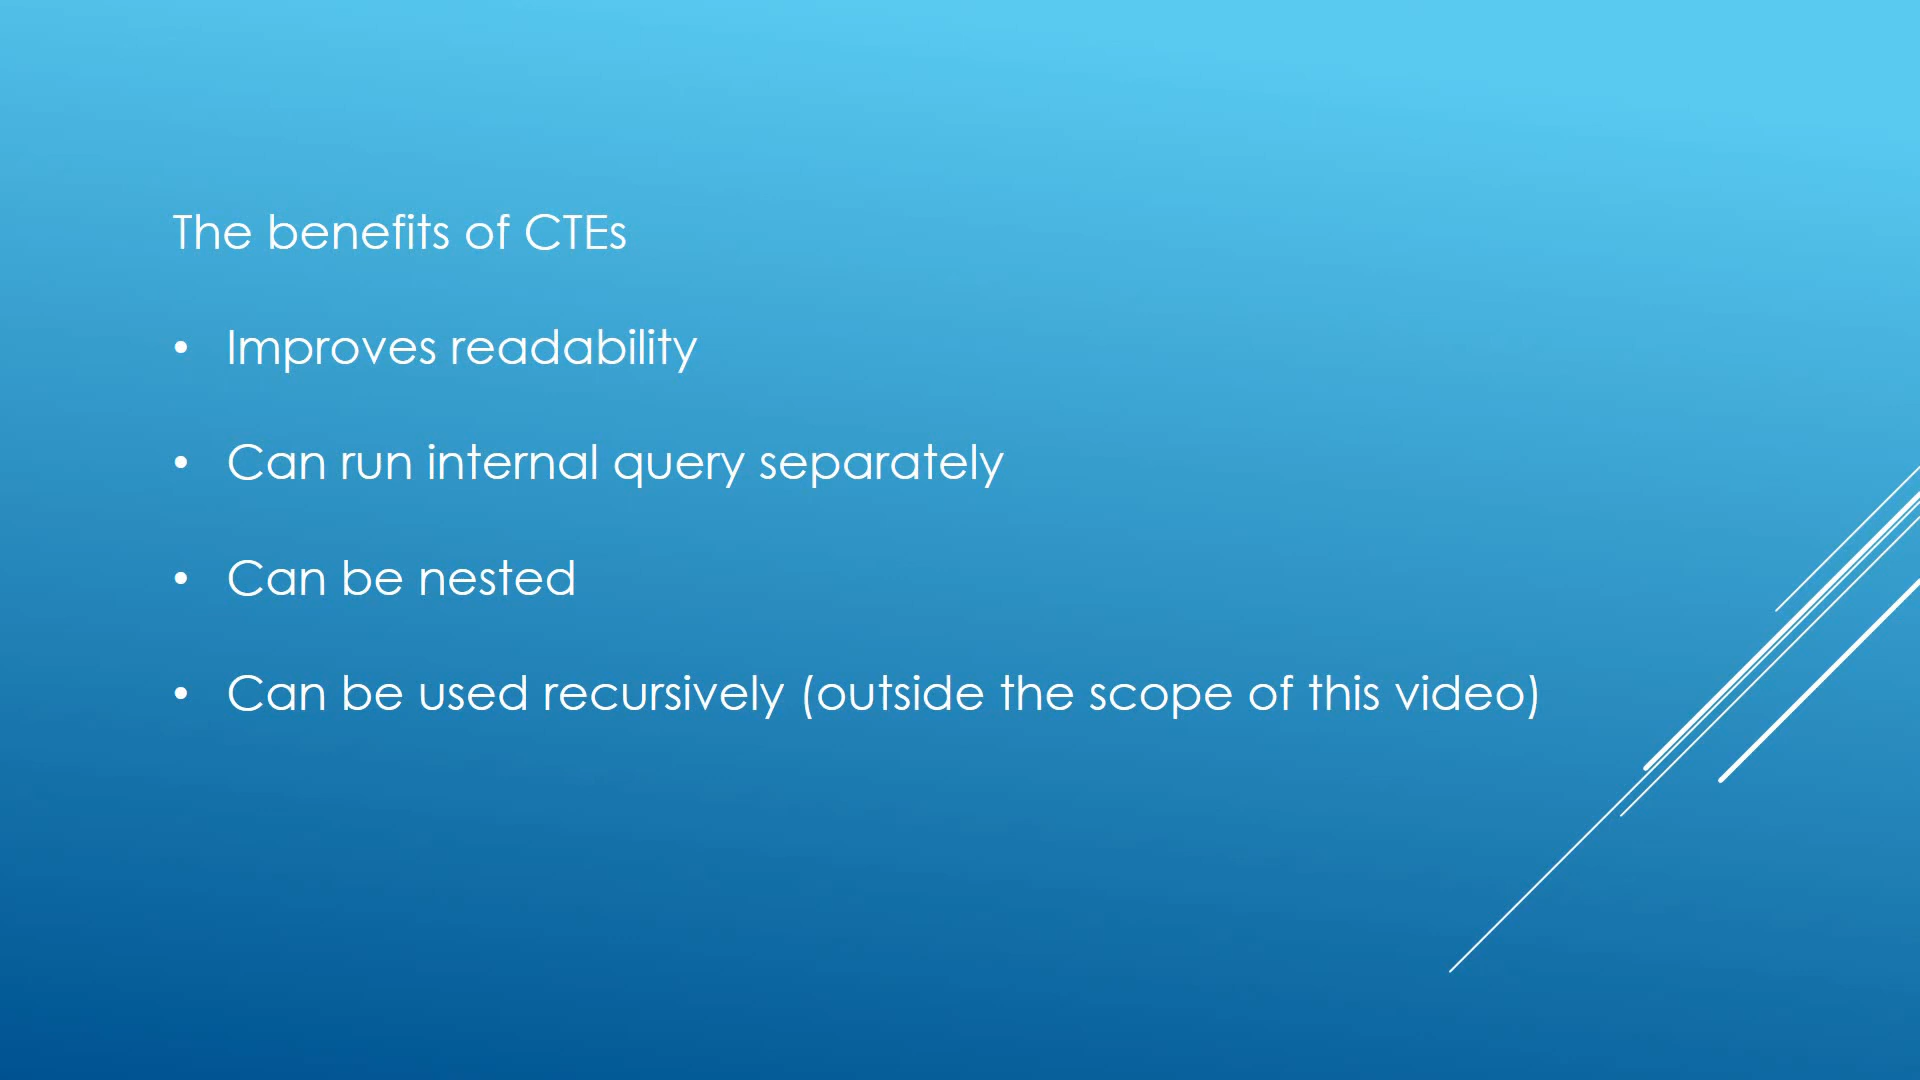 The benefits of CTEs
• Improves readability
• Can run internal query separately
• Can be nested
• Can be used recursively (outside the scope of this video)